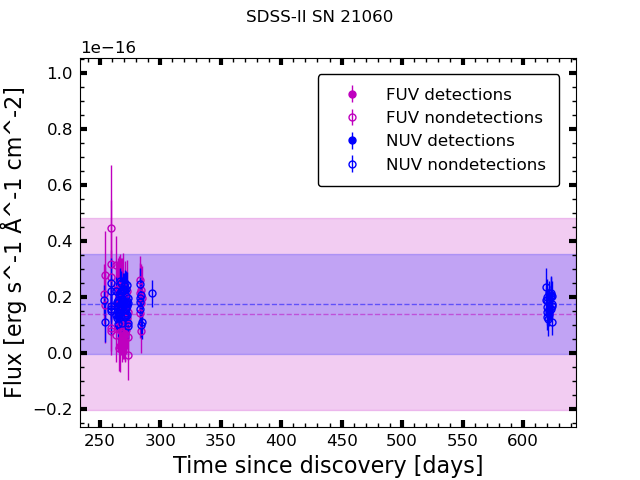 SDSS-II SN 21060
1e−16
1.0
0.8
0.6
0.4
0.2
0.0
−0.2
FUV detections
FUV nondetections
NUV detections
NUV nondetections
250 300 350 400 450 500 550 600
Time since discovery [days]
Flux [erg s^-1 Å^-1 cm^-2]